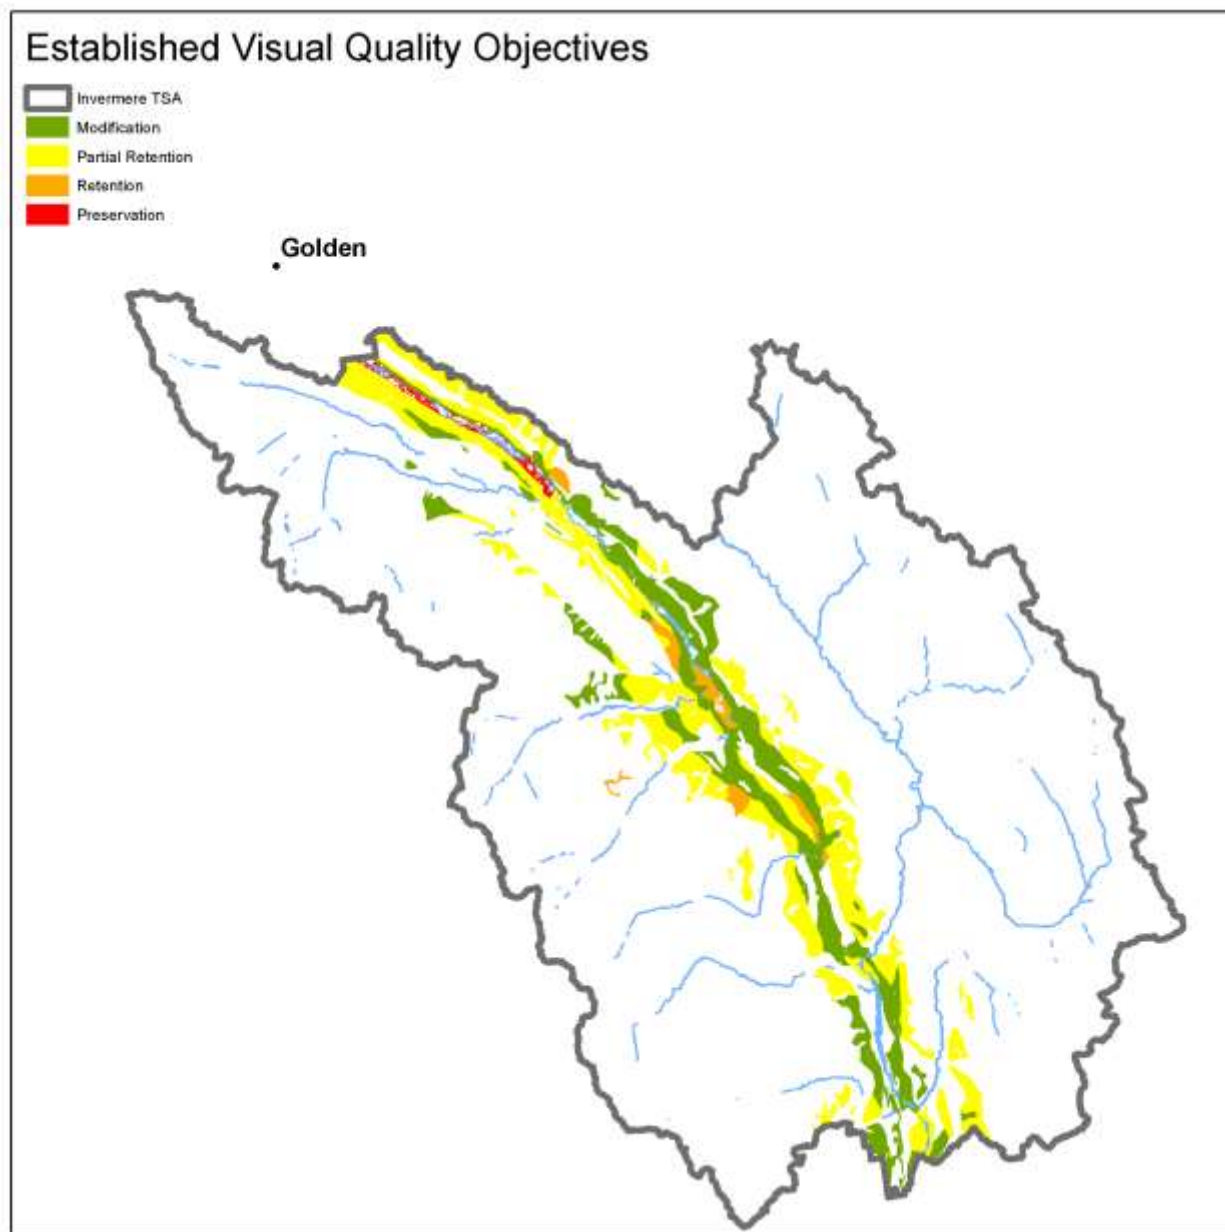 Established Visual Quality Objectives
Invermere TSA
Modification
Partial Retention
Retention
Preservation
Golden